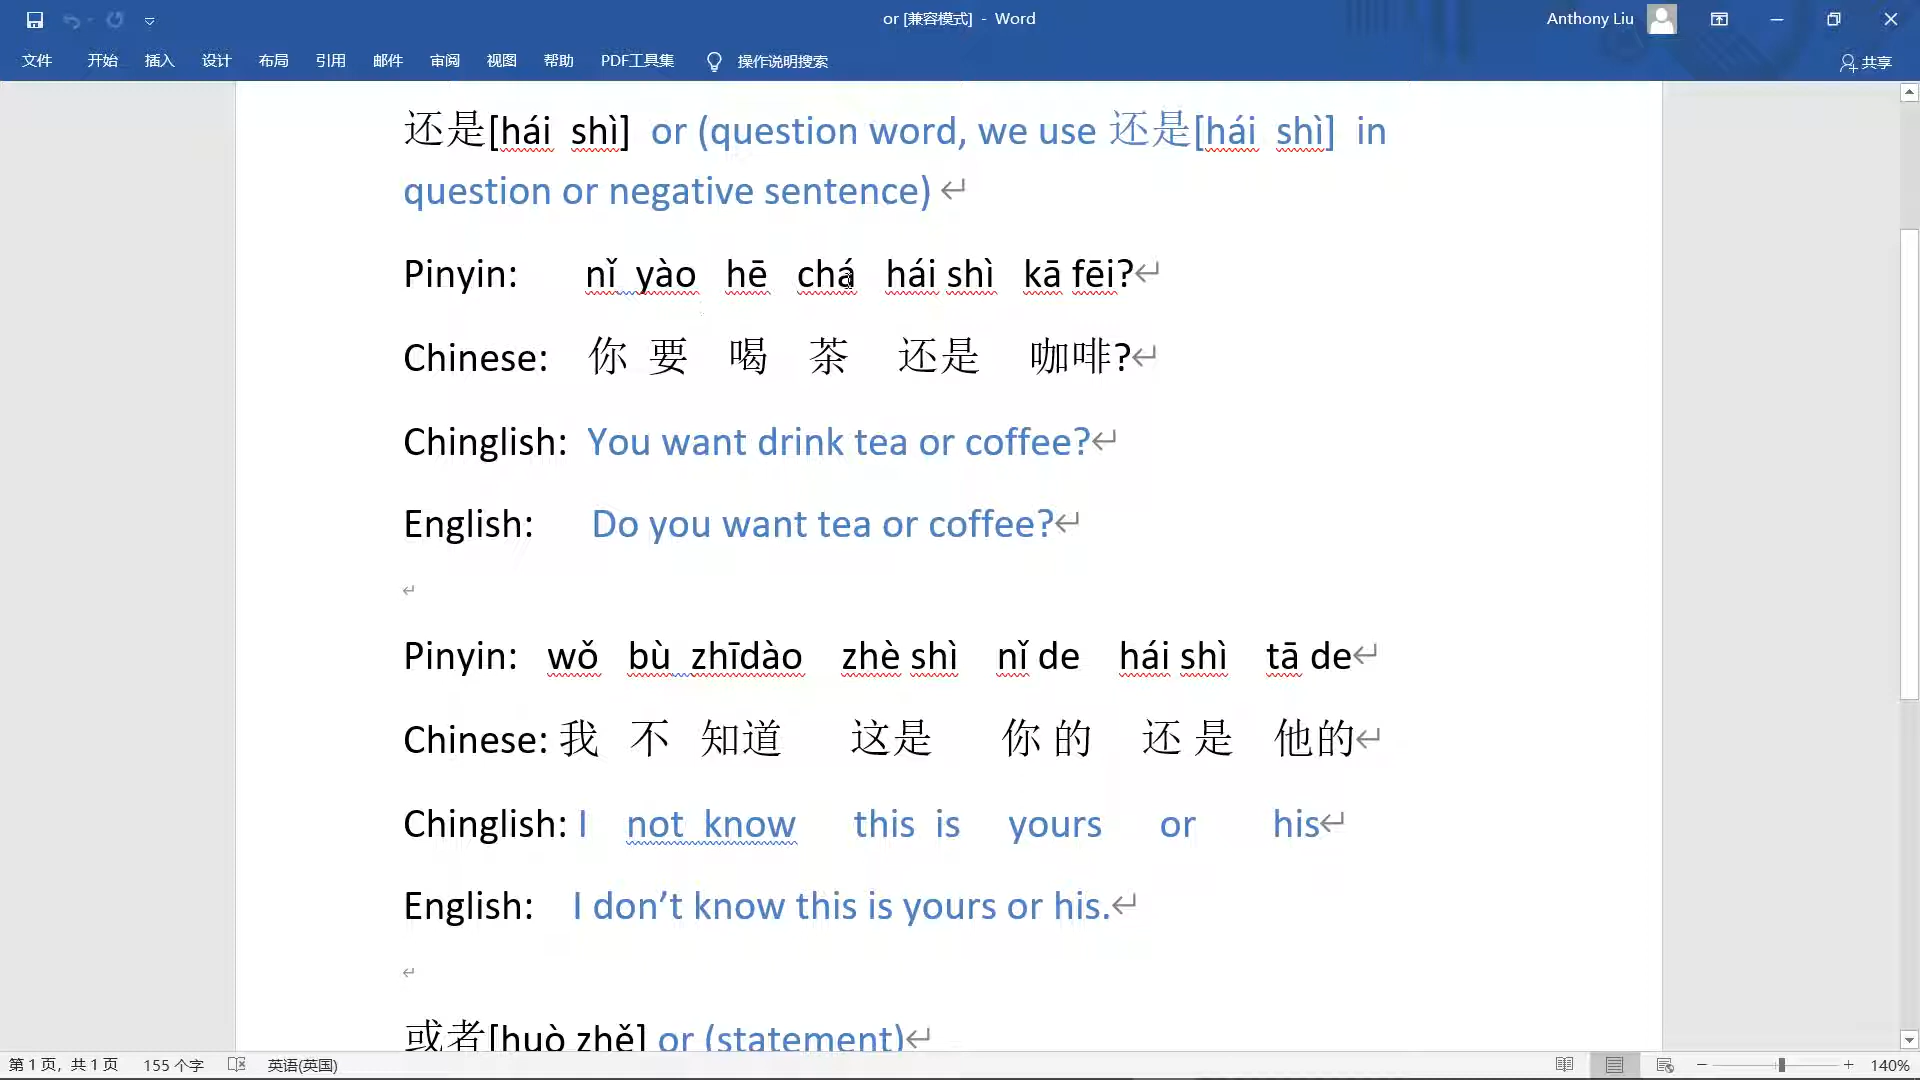 or [兼容模式] - Word
Anthony Liu
文件 开始 插入 设计 布局 引用 邮件 审阅 视图 帮助 PDF工具集 操作说明搜索 共享
还是[hái shì] or (question word, we use 还是[hái shì] in
question or negative sentence)
Pinyin: nǐ yào hē chá hái shì kā fēi?
Chinese: 你 要 喝 茶 还是 咖啡?
Chinglish: You want drink tea or coffee?
English: Do you want tea or coffee?
Pinyin: wǒ bù zhīdào zhè shì nǐ de hái shì tā de
Chinese: 我 不 知道 这是 你 的 还 是 他的
Chinglish: I not know this is yours or his
English: I don’t know this is yours or his.
或者[huò zhě] or (statement)
第 1 页，共 1 页 155 个字 英语(英国) 140%